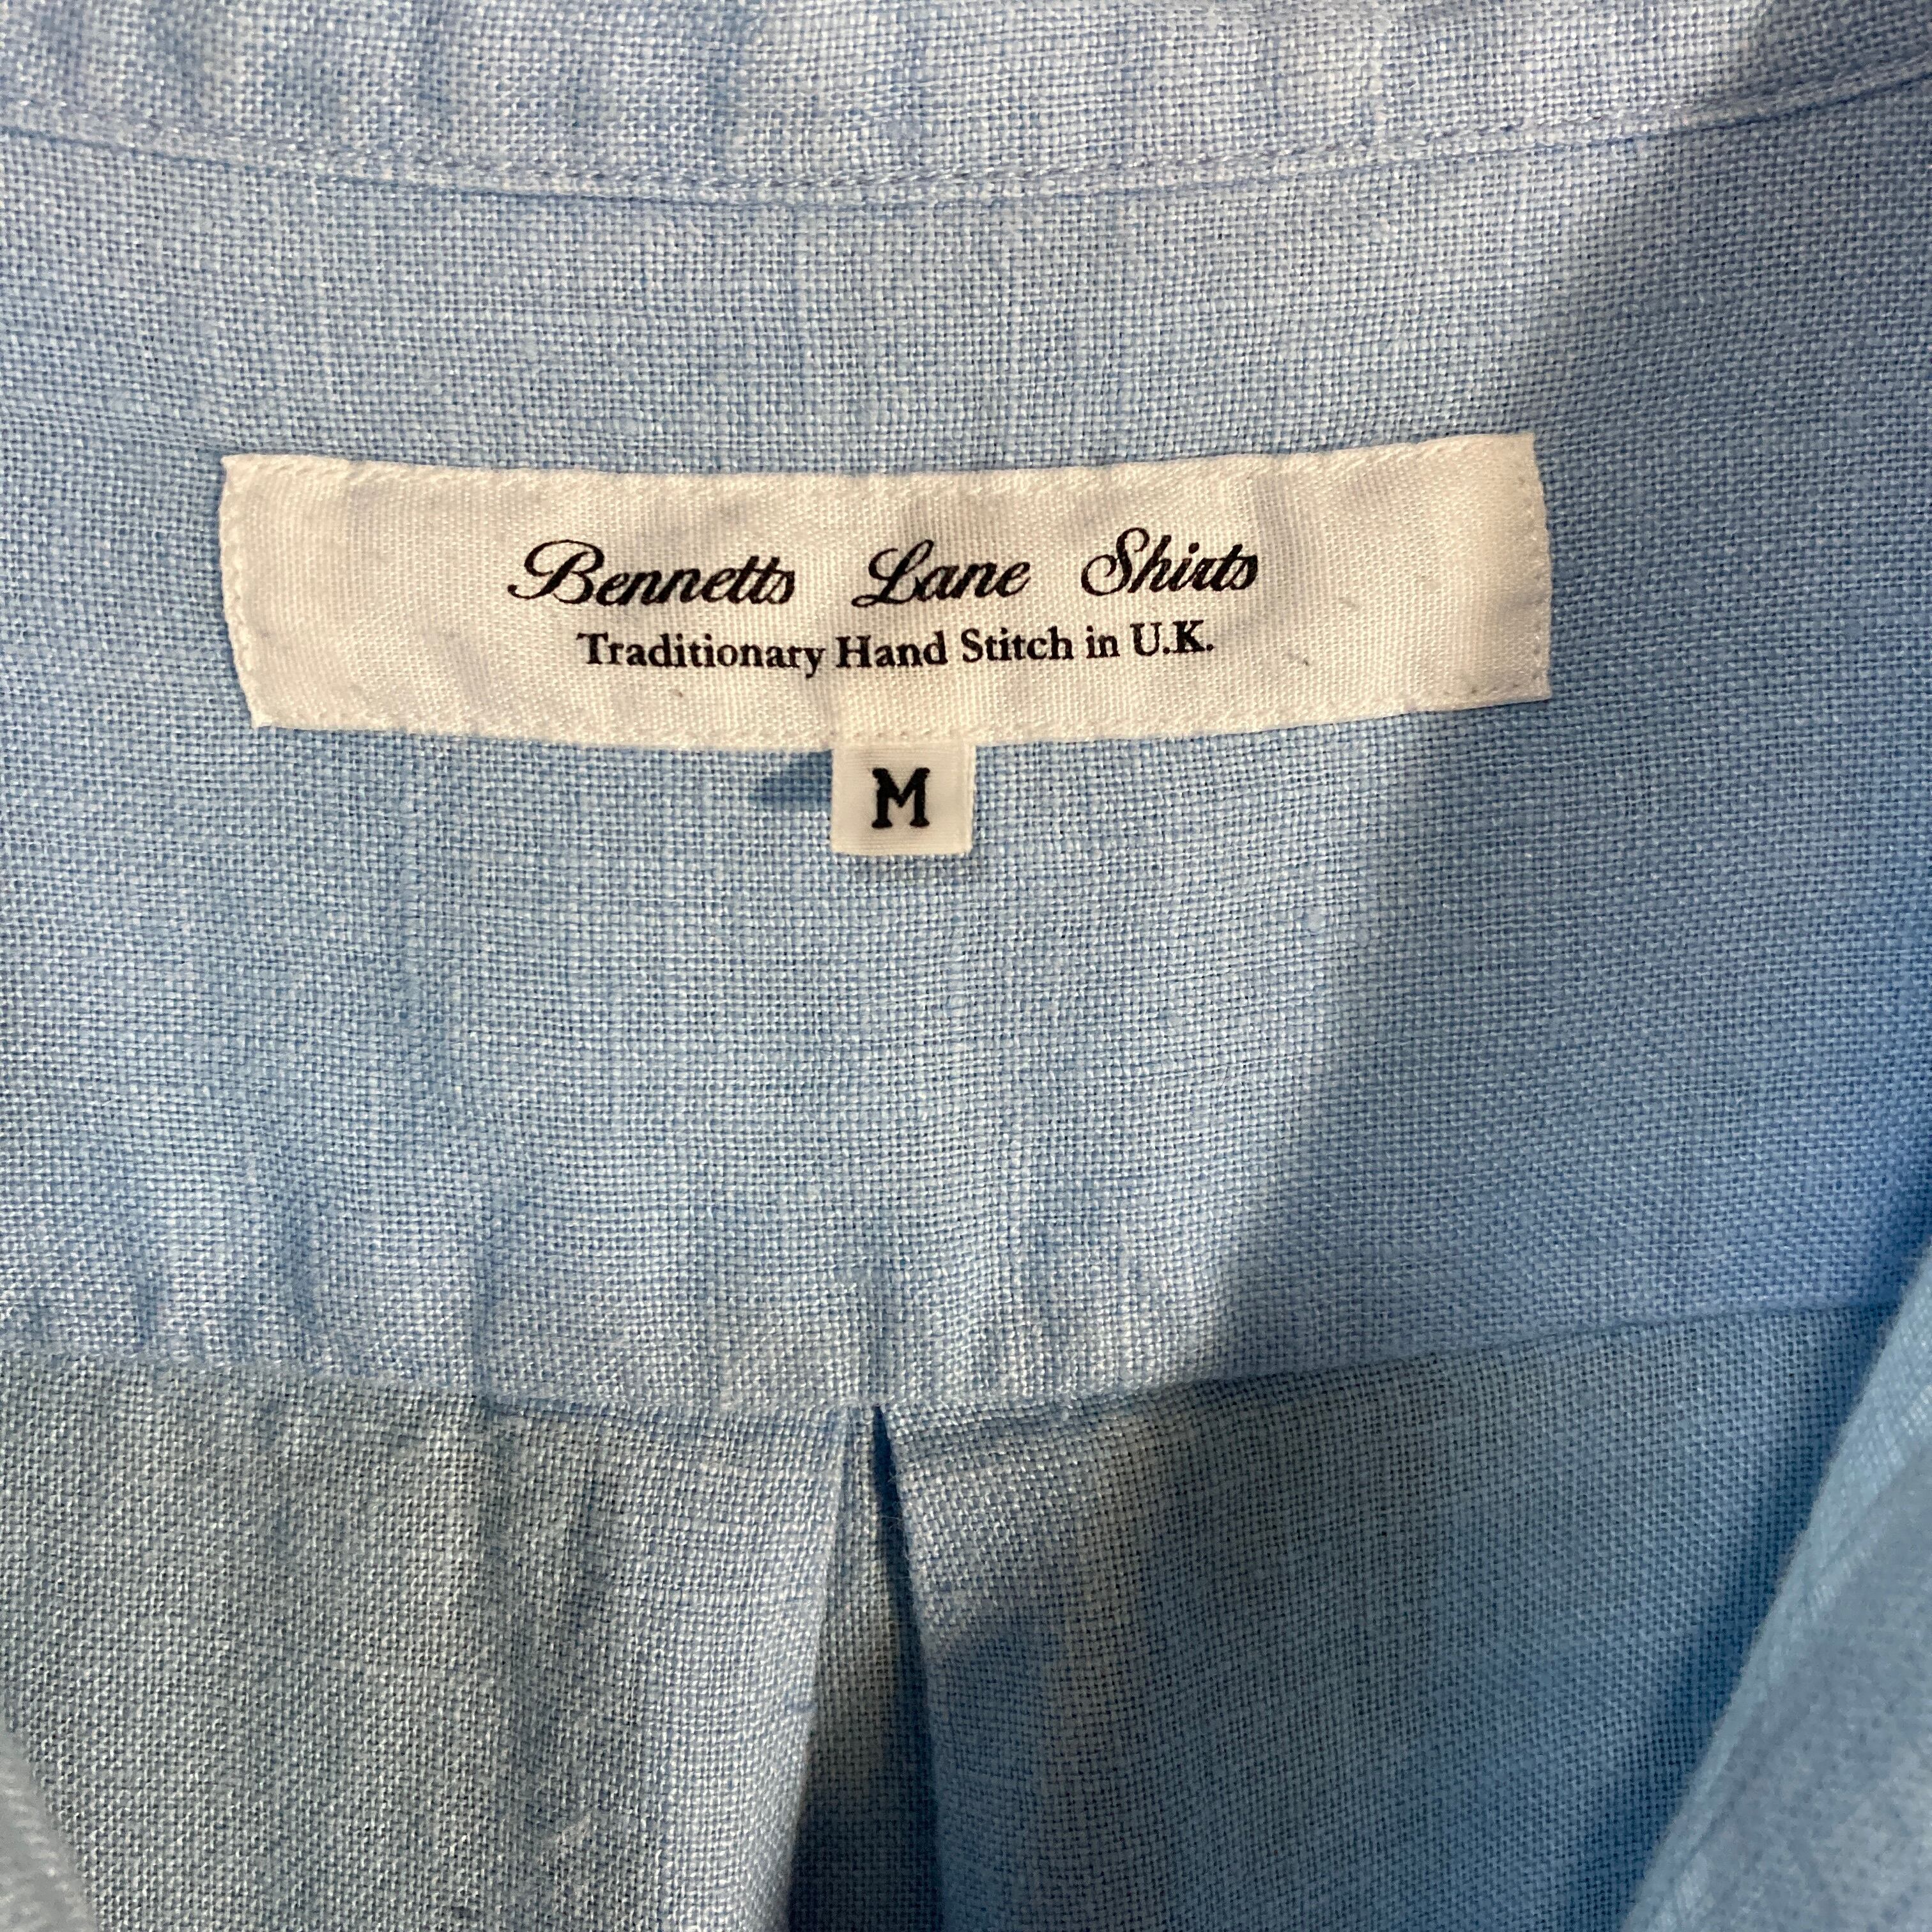 Bennetts Lane Shirts
Traditionary Hand Stitch in U.K.
M